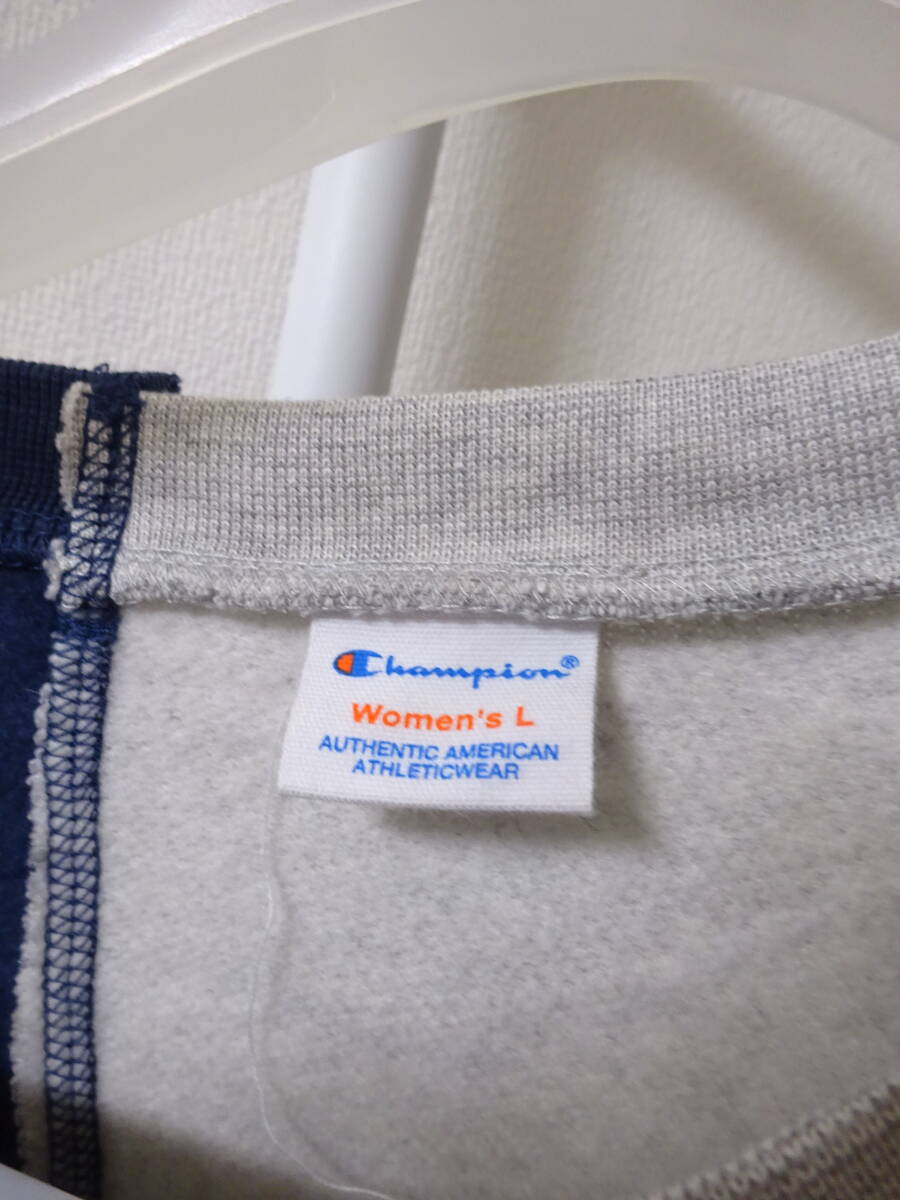 Champion®
Women's L
AUTHENTIC AMERICAN
ATHLETICWEAR